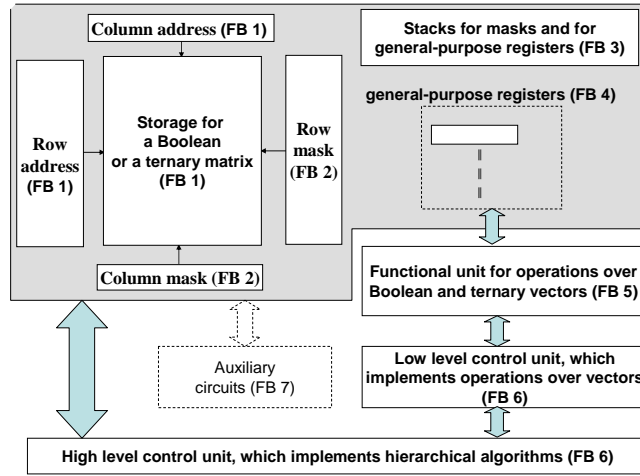 Column address (FB 1)
Stacks for masks and for
general-purpose registers (FB 3)
general-purpose registers (FB 4)
Row
address
(FB 1)
Storage for
a Boolean
or a ternary matrix
(FB 1)
Row
mask
(FB 2)
Column mask (FB 2)
Functional unit for operations over
Boolean and ternary vectors (FB 5)
Auxiliary
circuits (FB 7)
Low level control unit, which
implements operations over vectors
(FB 6)
High level control unit, which implements hierarchical algorithms (FB 6)